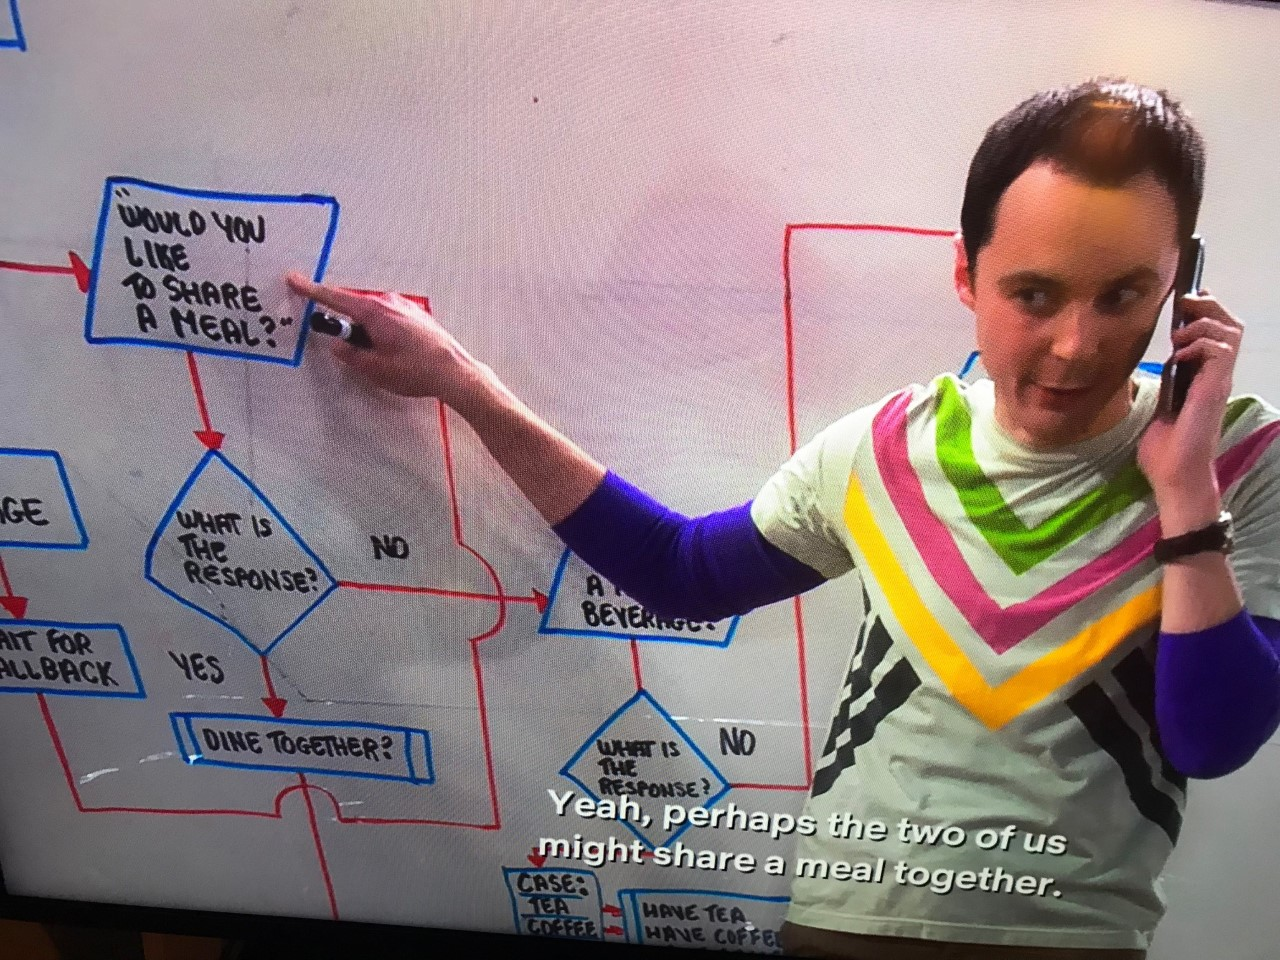 "WOULD YOU
LIKE
TO SHARE
A MEAL?"
GE
WHAT IS
THE
RESPONSE?
NO
A
BEVERAGE?
AIT FOR
ALLBACK
YES
DINE TOGETHER?
WHAT IS
THE
RESPONSE?
NO
Yeah, perhaps the two of us
might share a meal together.
CASE:
TEA
COFFEE
HAVE TEA
HAVE COFFEE